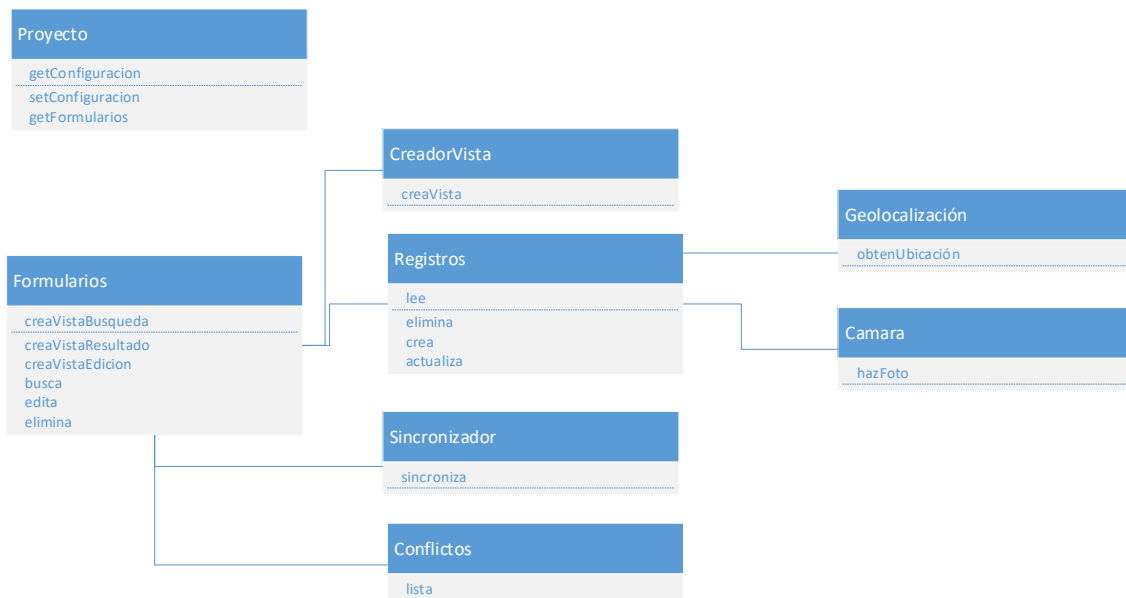 Proyecto
getConfiguracion
setConfiguracion
getFormularios
CreadorVista
creaVista
Geolocalización
obtenUbicación
Registros
lee
elimina
crea
actualiza
Formularios
creaVistaBusqueda
creaVistaResultado
creaVistaEdicion
busca
edita
elimina
Camara
hazFoto
Sincronizador
sincroniza
Conflictos
lista